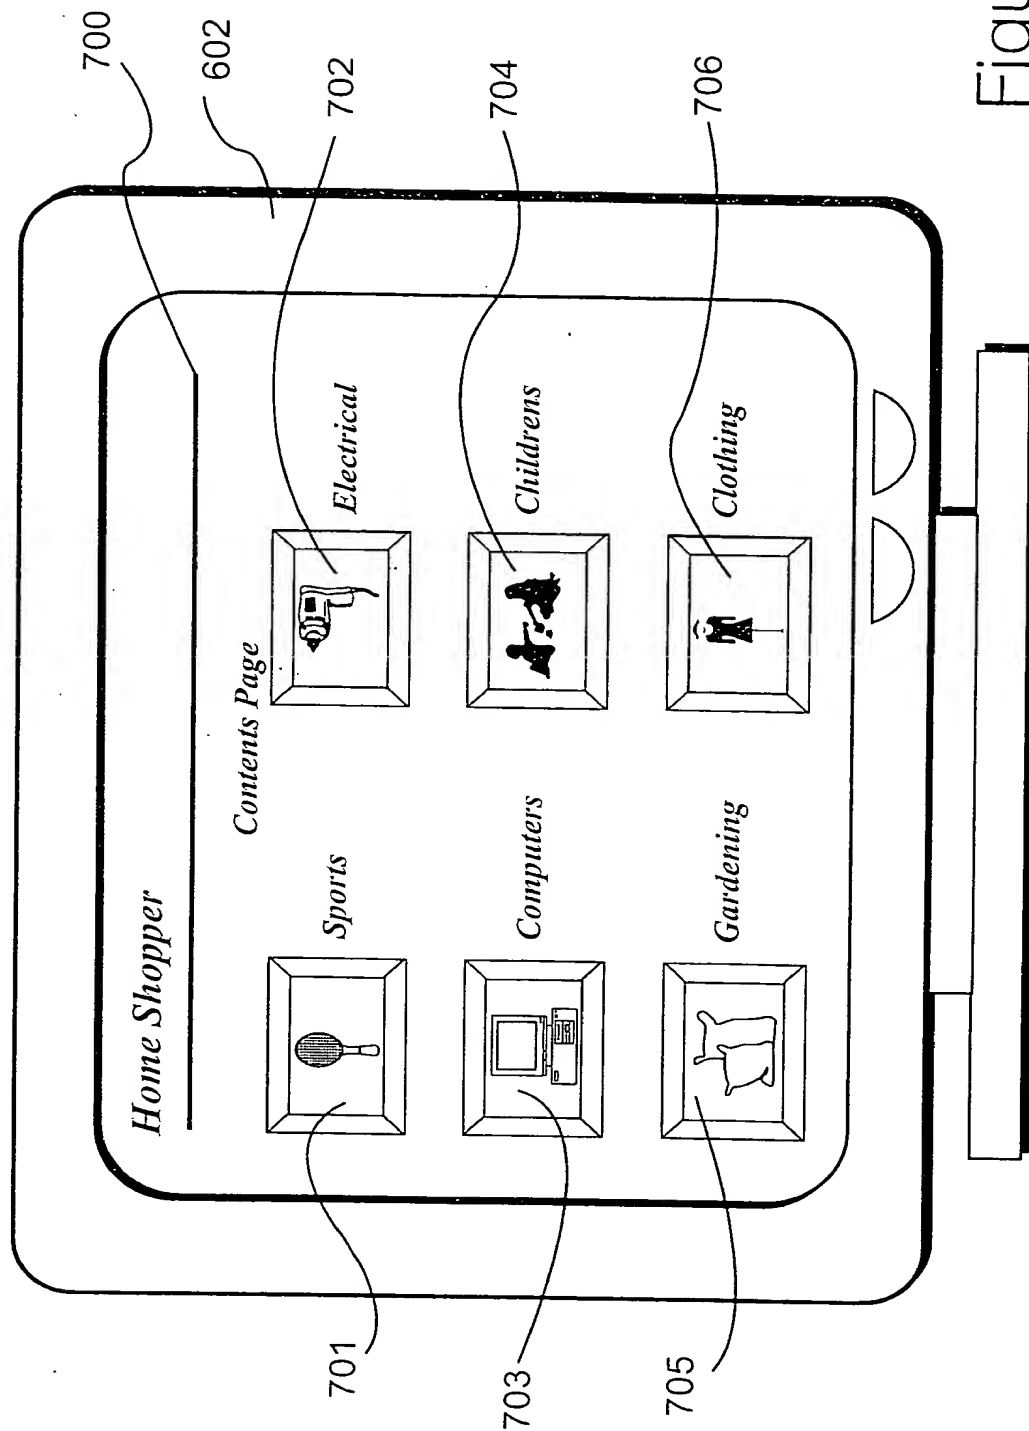 Home Shopper
Contents Page
Sports
Electrical
Computers
Childrens
Gardening
Clothing
700
602
702
704
706
701
703
705